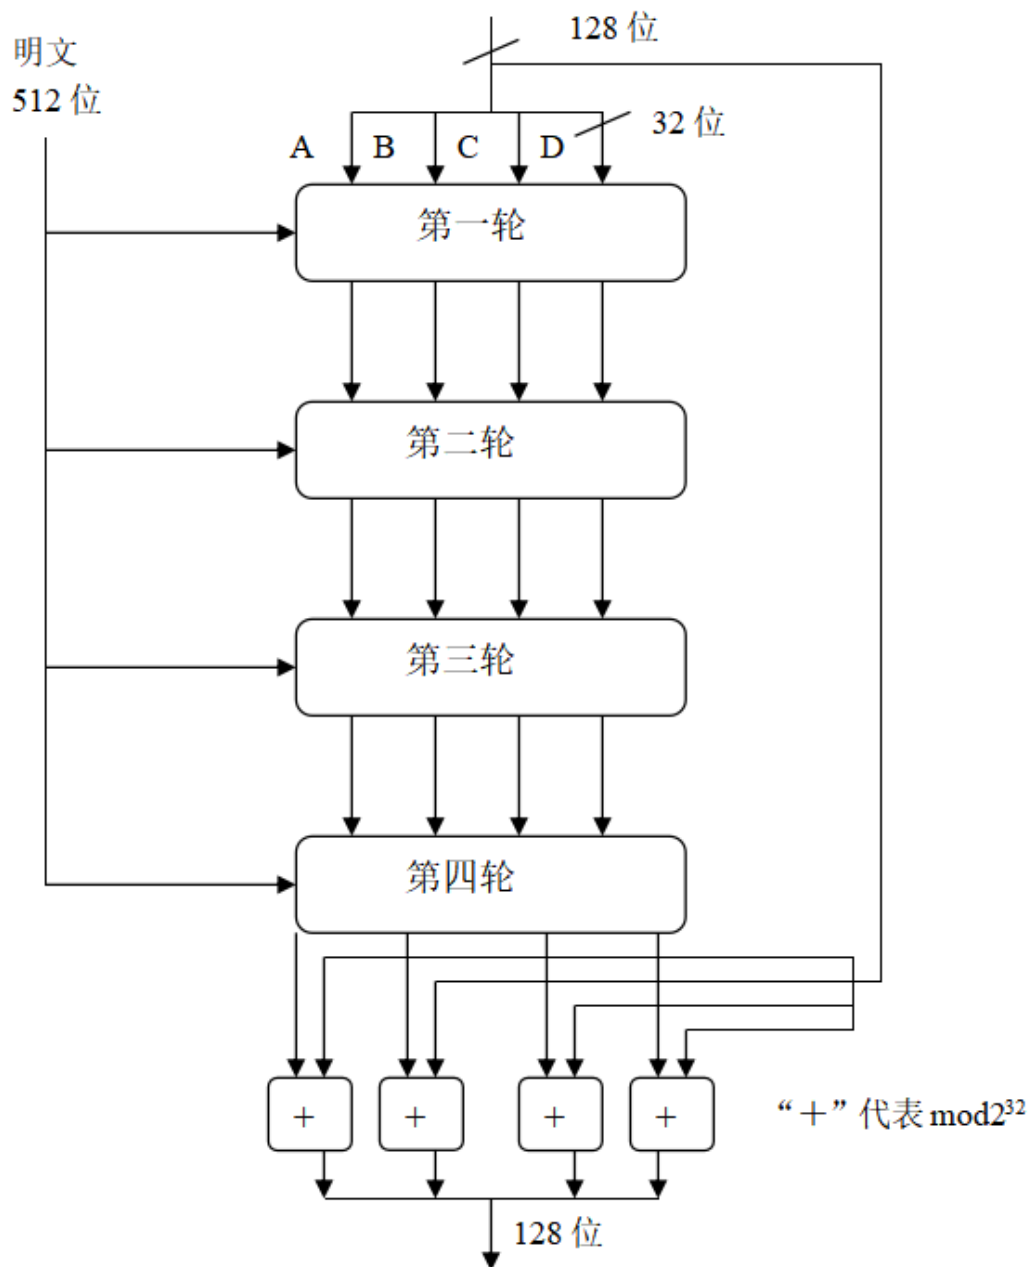 128 位
明文
512 位
32 位
A B C D
第一轮
第二轮
第三轮
第四轮
+ + + +
“+”代表 mod2³²
128 位